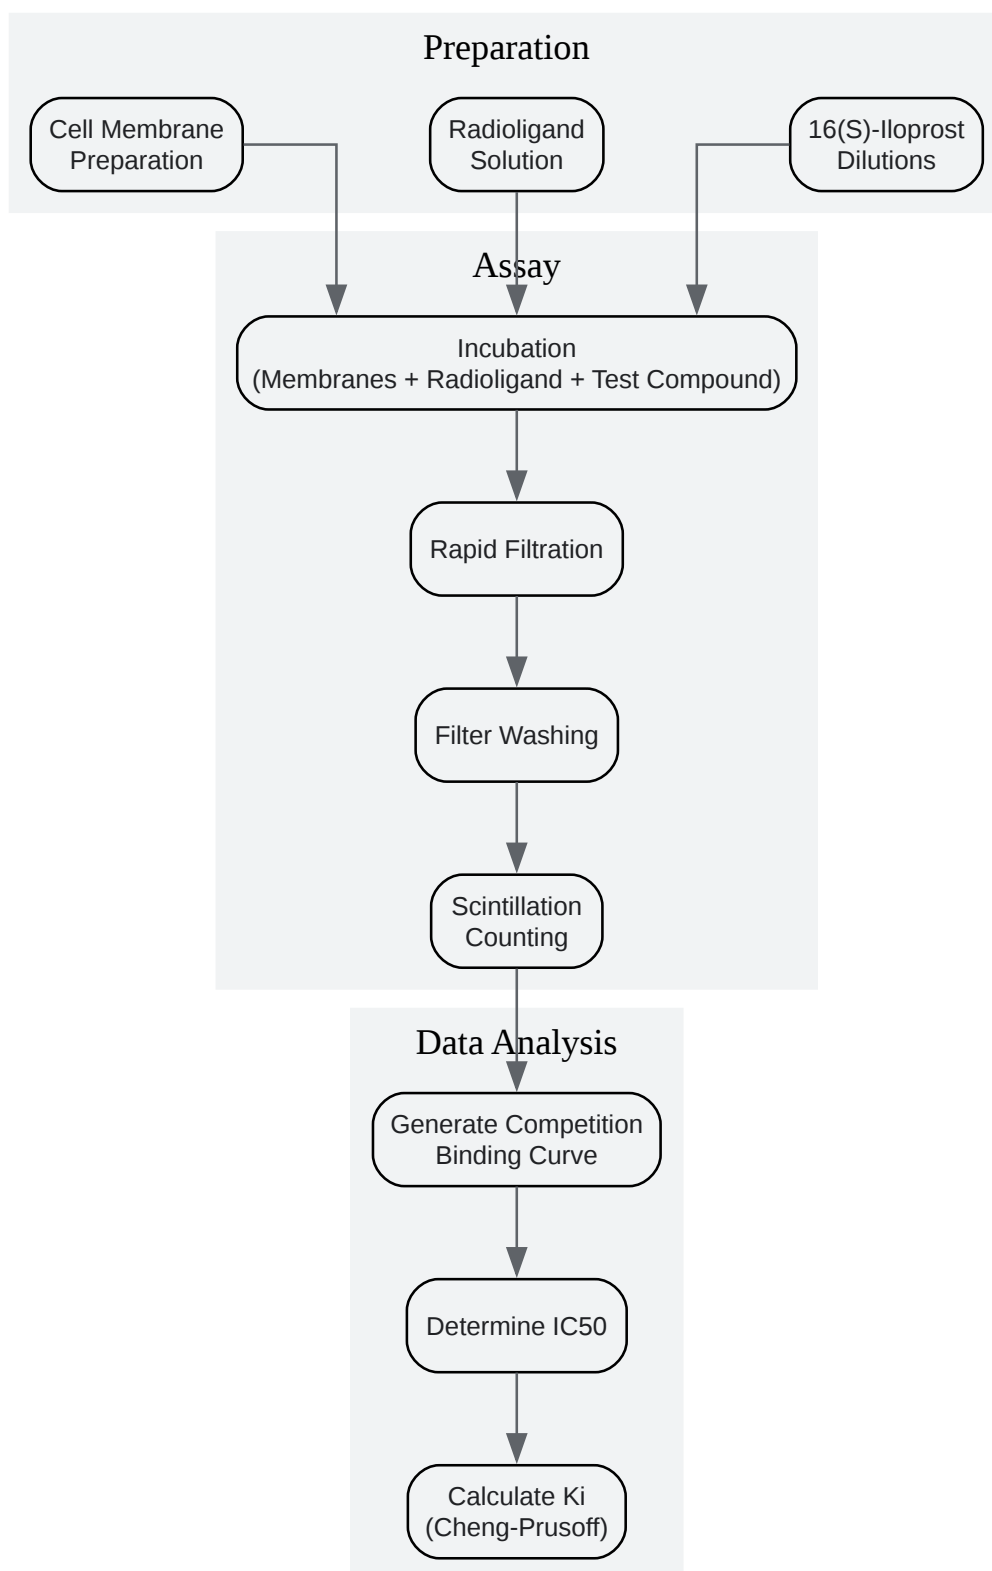 Preparation
Cell Membrane
Preparation
Radioligand
Solution
16(S)-Iloprost
Dilutions
Assay
Incubation
(Membranes + Radioligand + Test Compound)
Rapid Filtration
Filter Washing
Scintillation
Counting
Data Analysis
Generate Competition
Binding Curve
Determine IC50
Calculate Ki
(Cheng-Prusoff)